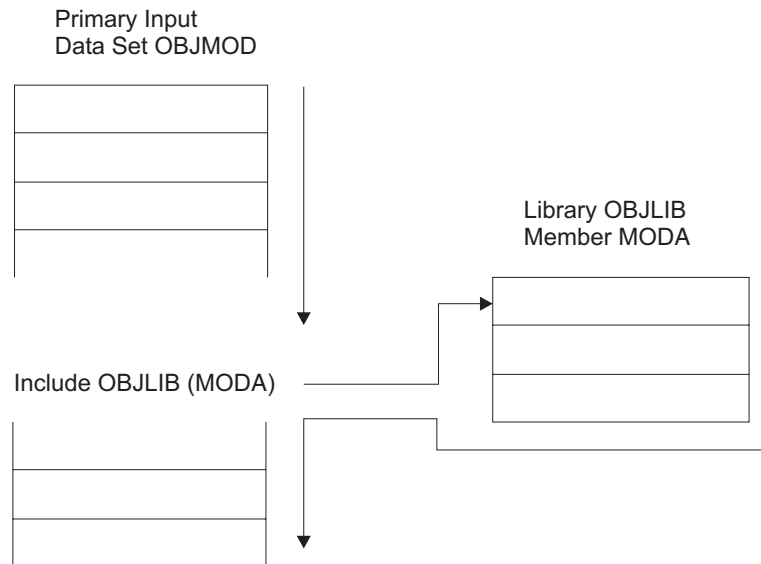 Primary Input
Data Set OBJMOD
Library OBJLIB
Member MODA
Include OBJLIB (MODA)